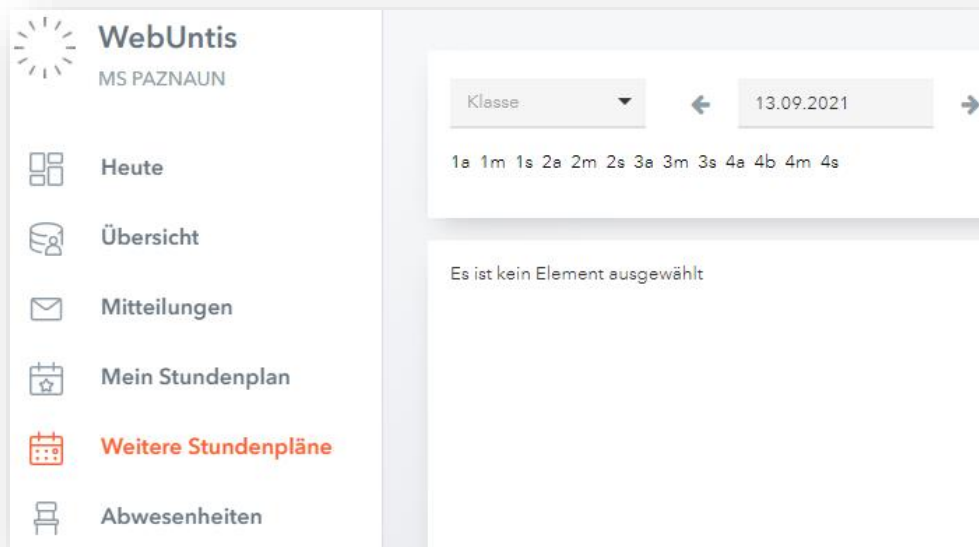 WebUntis
MS PAZNAUN
Heute
Übersicht
Mitteilungen
Mein Stundenplan
Weitere Stundenpläne
Abwesenheiten
Klasse
13.09.2021
1a 1m 1s 2a 2m 2s 3a 3m 3s 4a 4b 4m 4s
Es ist kein Element ausgewählt